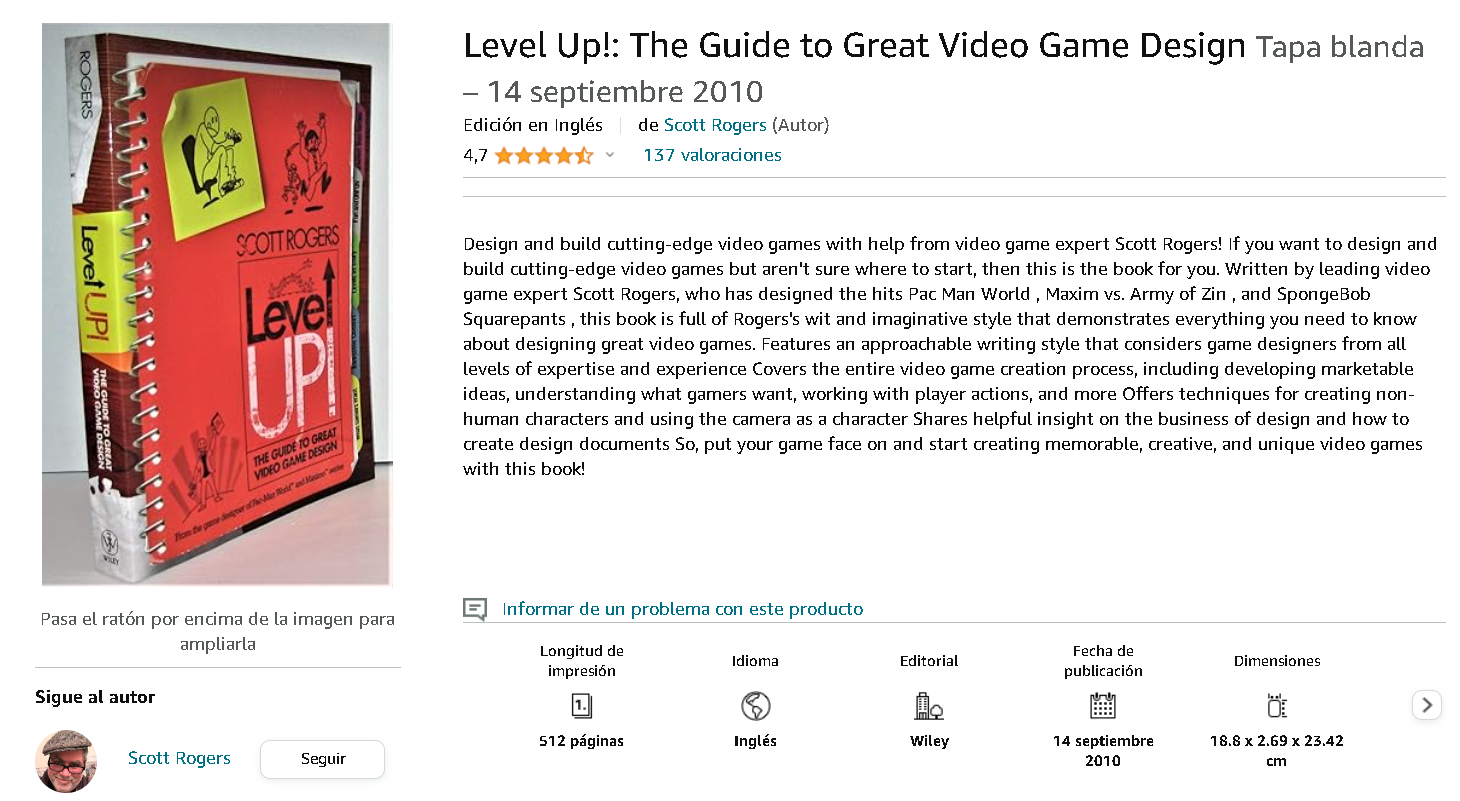 ROGERS
Level UP!
THE GUIDE TO GREAT
VIDEO GAME DESIGN
WILEY
SCOTT ROGERS
Level
UP!
THE GUIDE TO GREAT
VIDEO GAME DESIGN
From the game designer of Pac-Man World™ and Maximo™ series
Pasa el ratón por encima de la imagen para
ampliarla
Sigue al autor
Scott Rogers
Seguir
Level Up!: The Guide to Great Video Game Design Tapa blanda
– 14 septiembre 2010
Edición en Inglés de Scott Rogers (Autor)
4,7 137 valoraciones
Design and build cutting-edge video games with help from video game expert Scott Rogers! If you want to design and
build cutting-edge video games but aren't sure where to start, then this is the book for you. Written by leading video
game expert Scott Rogers, who has designed the hits Pac Man World , Maxim vs. Army of Zin , and SpongeBob
Squarepants , this book is full of Rogers's wit and imaginative style that demonstrates everything you need to know
about designing great video games. Features an approachable writing style that considers game designers from all
levels of expertise and experience Covers the entire video game creation process, including developing marketable
ideas, understanding what gamers want, working with player actions, and more Offers techniques for creating non-
human characters and using the camera as a character Shares helpful insight on the business of design and how to
create design documents So, put your game face on and start creating memorable, creative, and unique video games
with this book!
Informar de un problema con este producto
Longitud de
impresión
1.
512 páginas
Idioma
Inglés
Editorial
Wiley
Fecha de
publicación
14 septiembre
2010
Dimensiones
18.8 x 2.69 x 23.42
cm